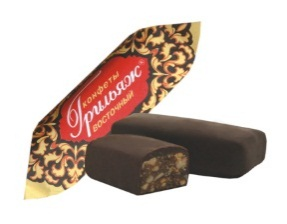 конфеты
Грильяж®
восточный